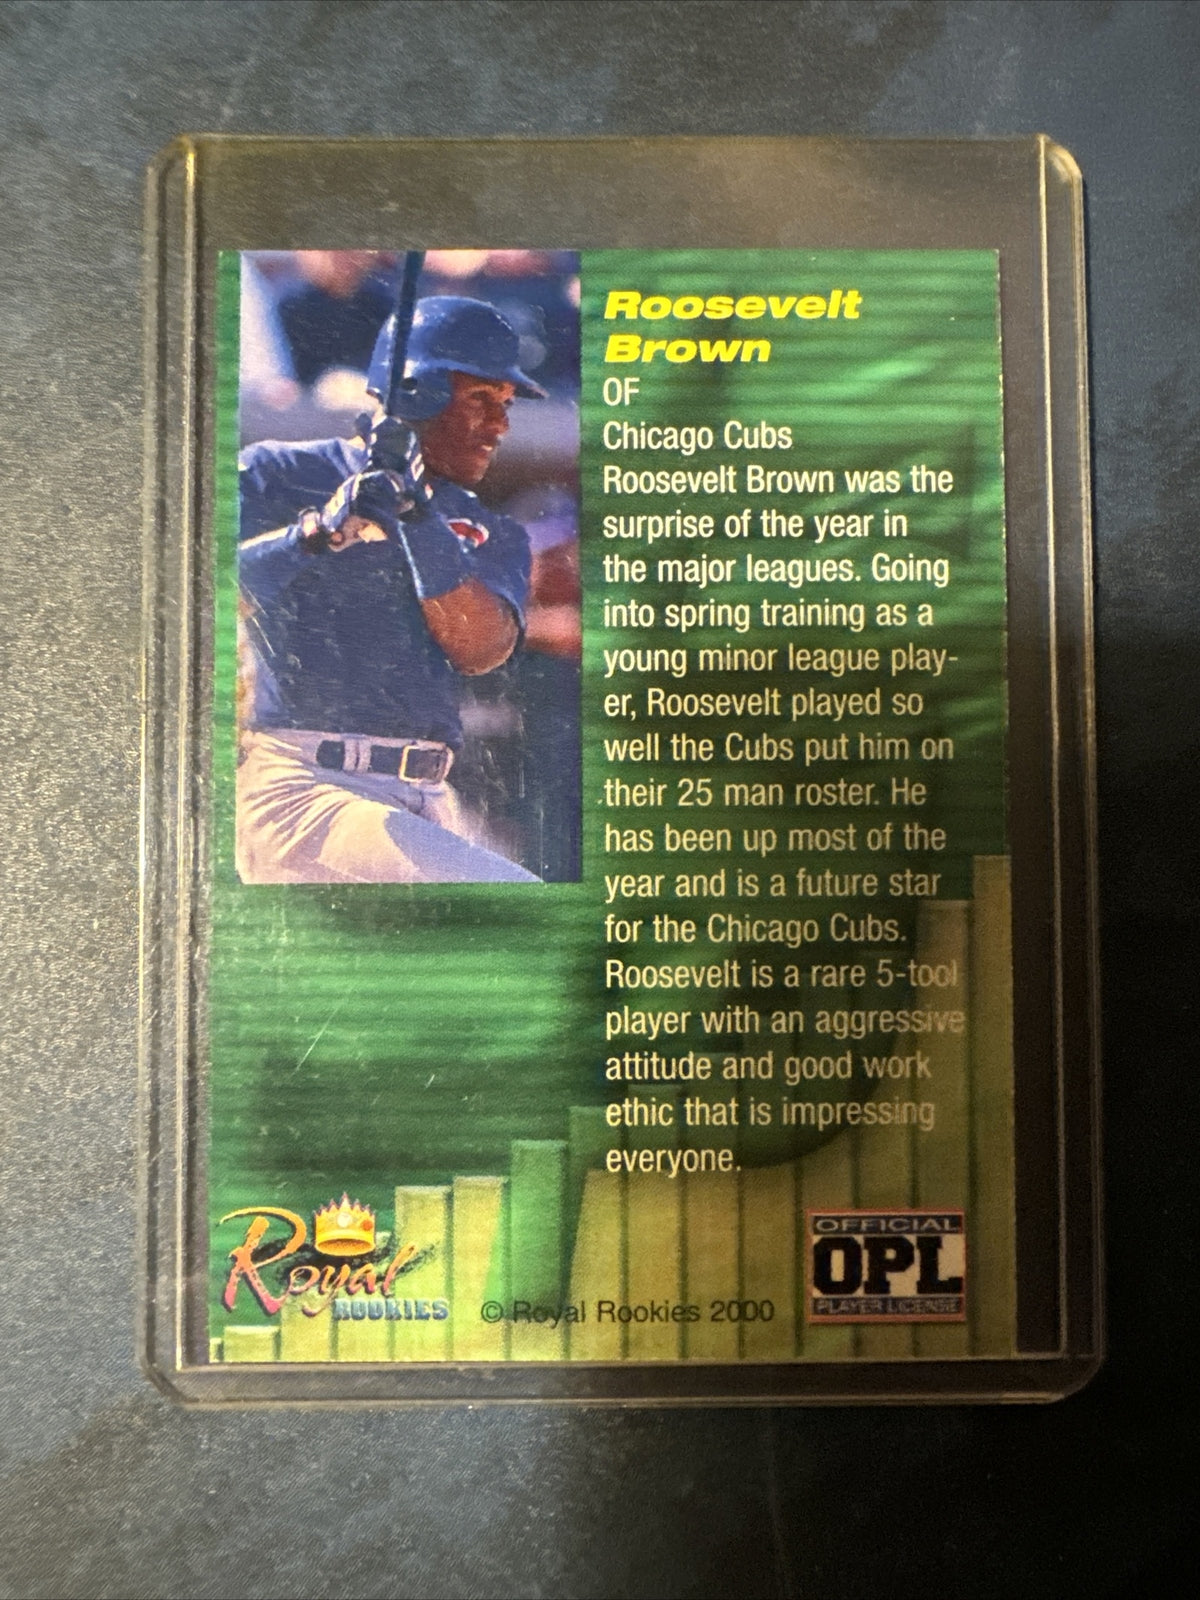 Roosevelt
Brown
OF
Chicago Cubs
Roosevelt Brown was the
surprise of the year in
the major leagues. Going
into spring training as a
young minor league play-
er, Roosevelt played so
well the Cubs put him on
their 25 man roster. He
has been up most of the
year and is a future star
for the Chicago Cubs.
Roosevelt is a rare 5-tool
player with an aggressive
attitude and good work
ethic that is impressing
everyone.
Royal
ROOKIES
© Royal Rookies 2000
OFFICIAL
OPL
PLAYER LICENSE